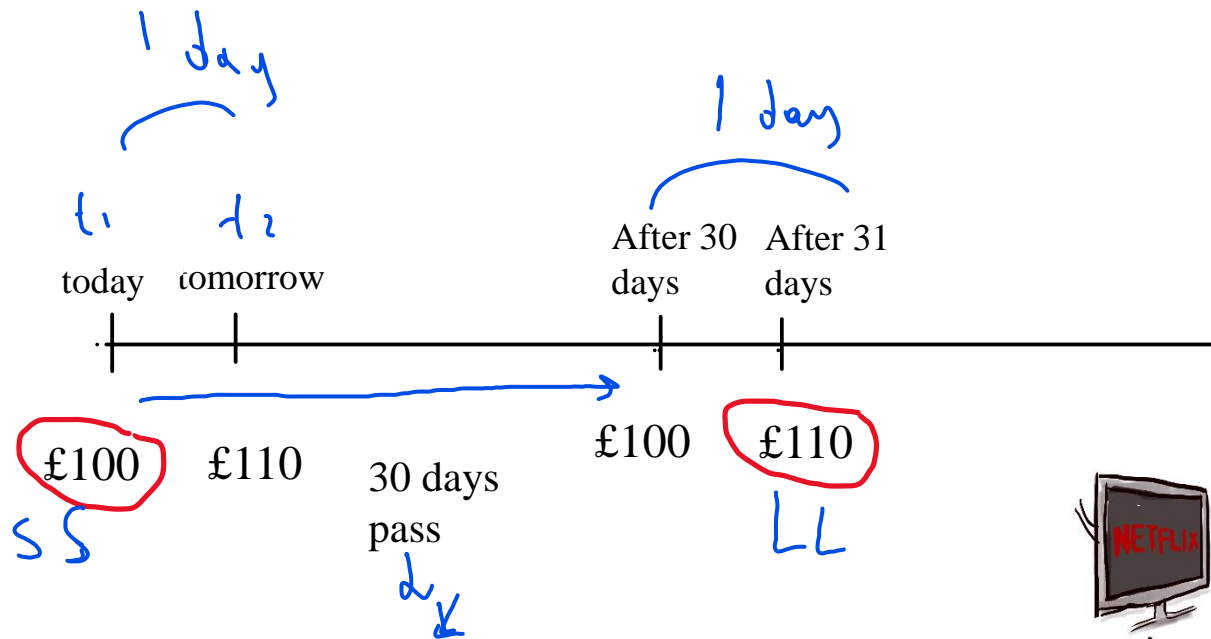 1 day
1 day
t1 t2
After 30 After 31
days days
today tomorrow
£100 £110
£100 £110
30 days
pass
SS
LL
NETFLIX